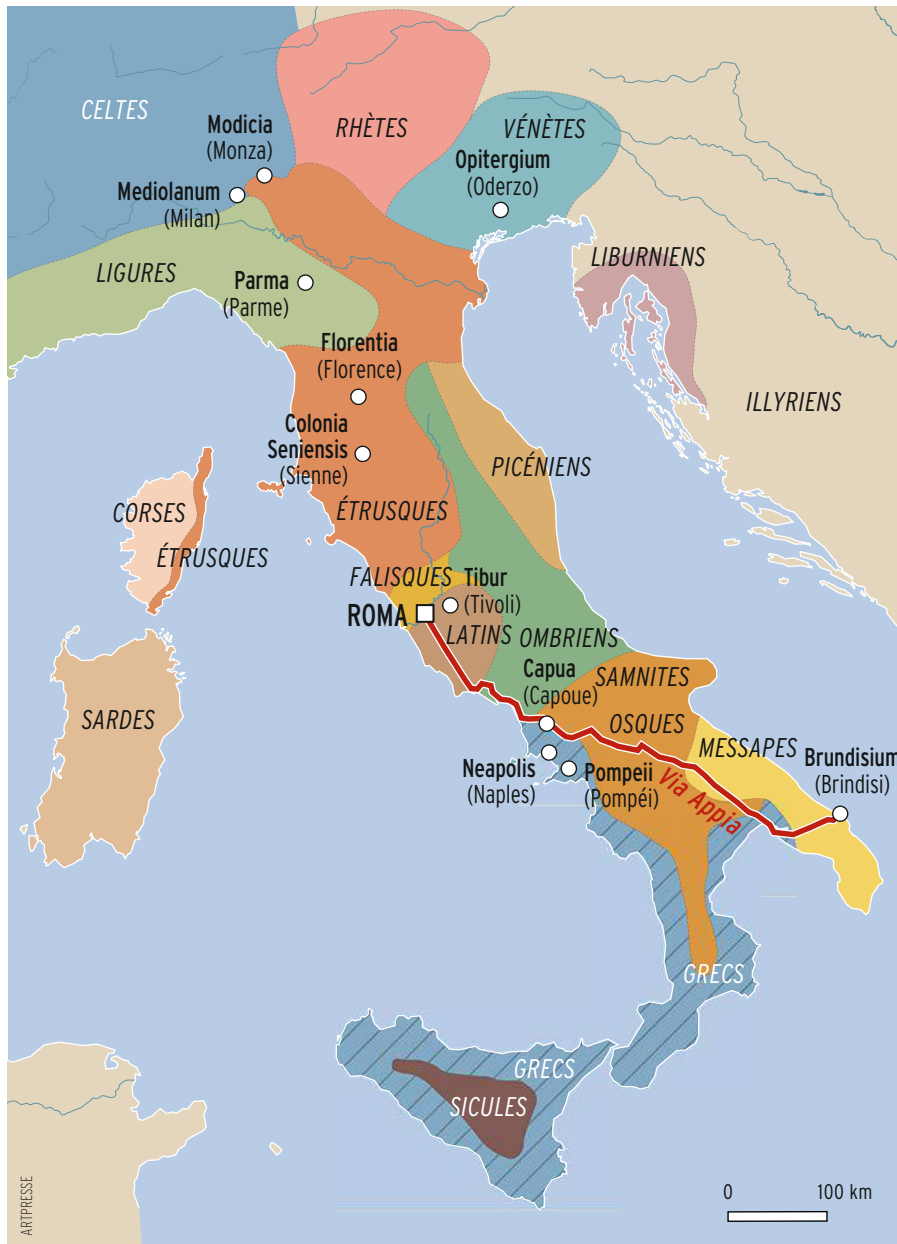 CELTES
Modicia
(Monza)
Mediolanum
(Milan)
RHÈTES
VÉNÈTES
Opitergium
(Oderzo)
LIGURES
Parma
(Parme)
LIBURNIENS
Florentia
(Florence)
Colonia
Seniensis
(Sienne)
ILLYRIENS
PICÉNIENS
CORSES
ÉTRUSQUES
ÉTRUSQUES
FALISQUES
Tibur
(Tivoli)
ROMA
LATINS
OMBRIENS
Capua
(Capoue)
SAMNITES
OSQUES
SARDES
MESSAPES
Brundisium
(Brindisi)
Neapolis
(Naples)
Pompeii
(Pompéi)
Via Appia
GRECS
GRECS
SICULES
0 100 km
ARTPRESSE